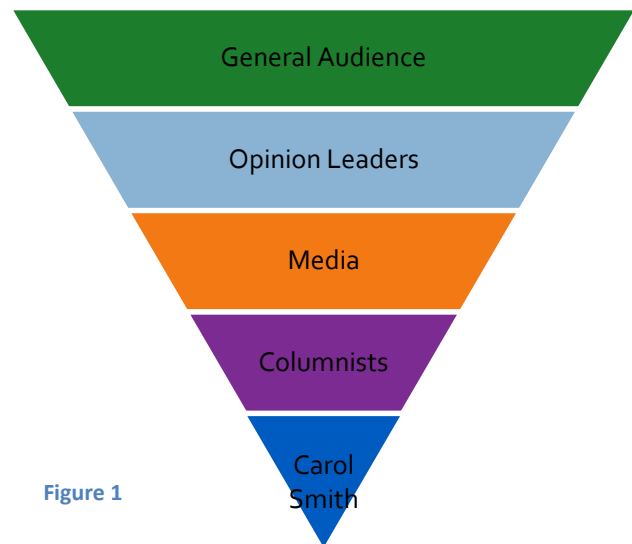 General Audience
Opinion Leaders
Media
Columnists
Carol
Smith
Figure 1